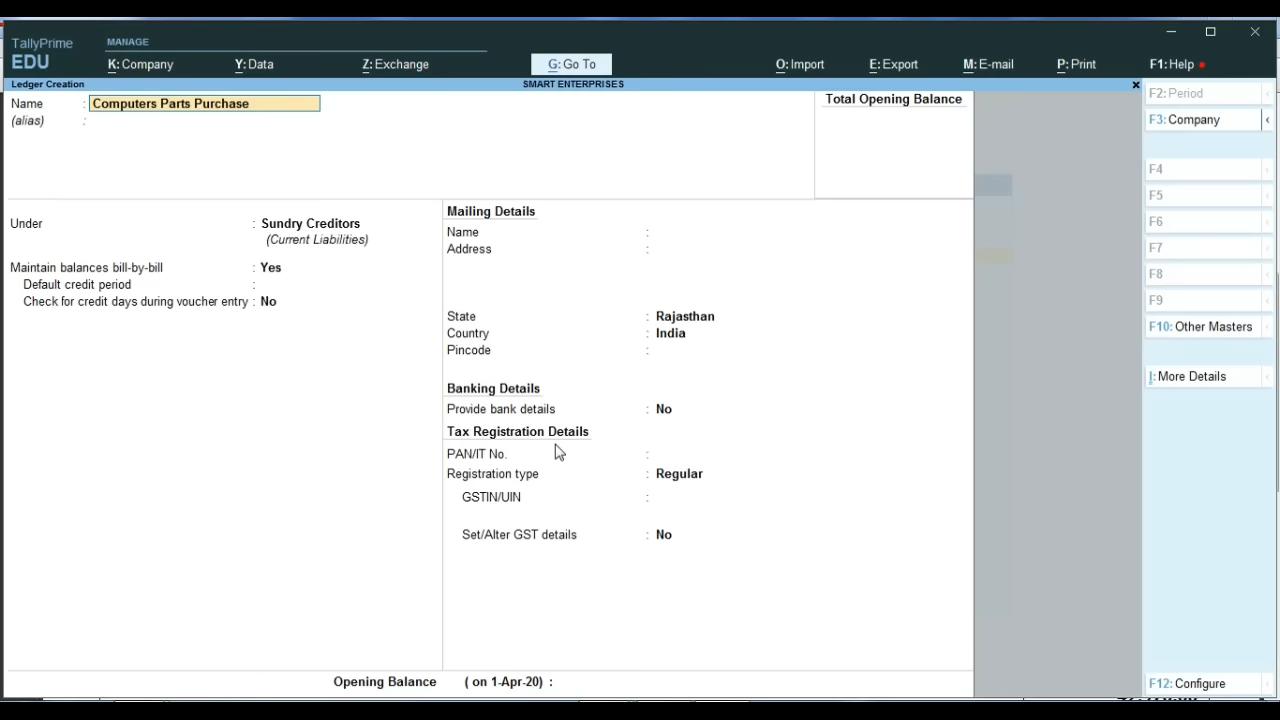 TallyPrime
EDU
MANAGE
K: Company
Y: Data
Z: Exchange
G: Go To
O: Import
E: Export
M: E-mail
P: Print
F1: Help
Ledger Creation
SMART ENTERPRISES
Name : Computers Parts Purchase
(alias) :
Total Opening Balance
Under : Sundry Creditors
(Current Liabilities)
Maintain balances bill-by-bill : Yes
Default credit period :
Check for credit days during voucher entry : No
Mailing Details
Name :
Address :
State : Rajasthan
Country : India
Pincode :
Banking Details
Provide bank details : No
Tax Registration Details
PAN/IT No. :
Registration type : Regular
GSTIN/UIN :
Set/Alter GST details : No
Opening Balance ( on 1-Apr-20) :
F2: Period
F3: Company
F4
F5
F6
F7
F8
F9
F10: Other Masters
I: More Details
F12: Configure